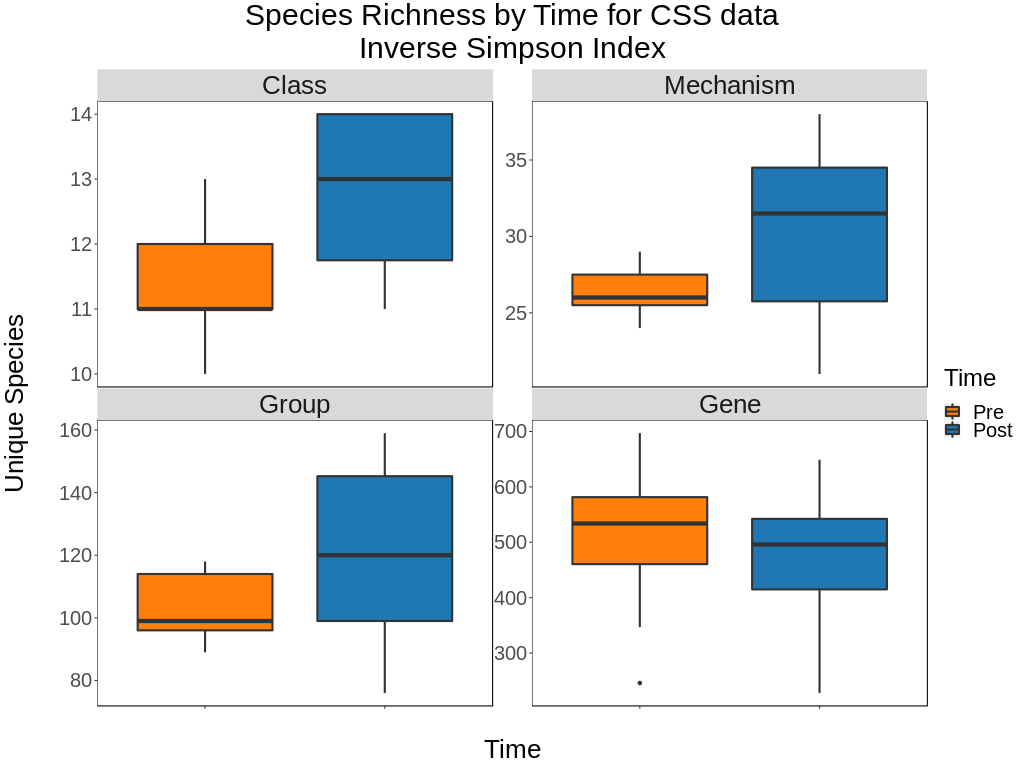 Species Richness by Time for CSS data
Inverse Simpson Index
Class
Mechanism
14
13
12
11
10
35
30
25
Unique Species
Group
Gene
160
140
120
100
80
700
600
500
400
300
Time
Pre
Post
Time